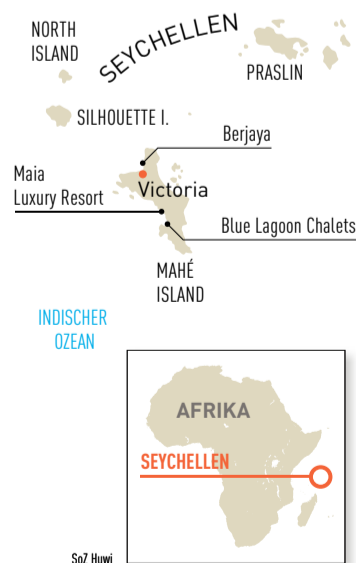 NORTH
ISLAND
SEYCHELLEN
PRASLIN
SILHOUETTE I.
Berjaya
Maia
Luxury Resort
Victoria
Blue Lagoon Chalets
MAHÉ
ISLAND
INDISCHER
OZEAN
AFRIKA
SEYCHELLEN
SoZ Huwi